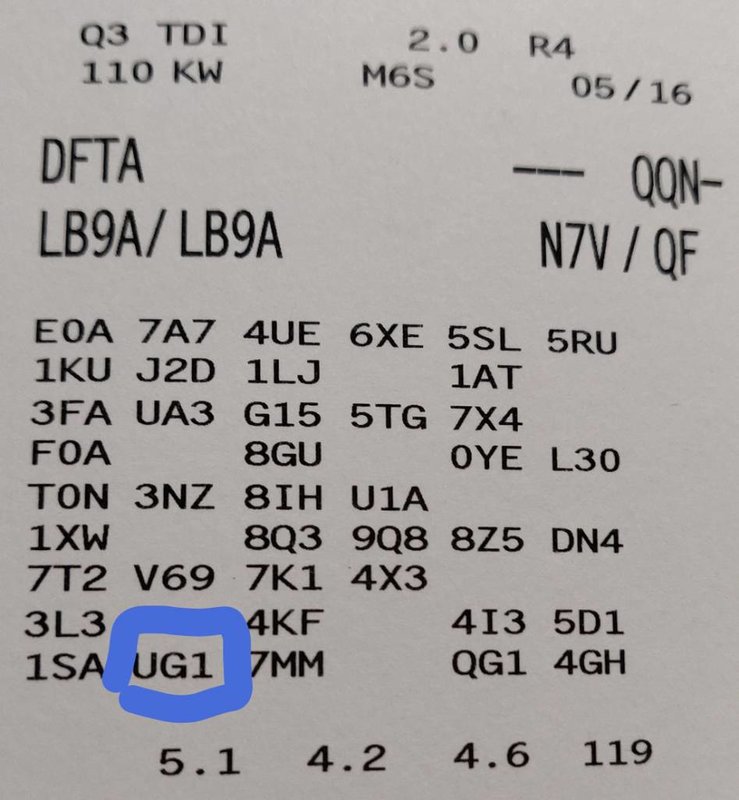 Q3 TDI 2.0 R4
110 KW M6S 05/16
DFTA --- QQN-
LB9A/ LB9A N7V / QF
E0A 7A7 4UE 6XE 5SL 5RU
1KU J2D 1LJ 1AT
3FA UA3 G15 5TG 7X4
F0A 8GU 0YE L30
T0N 3NZ 8IH U1A
1XW 8Q3 9Q8 8Z5 DN4
7T2 V69 7K1 4X3
3L3 4KF 4I3 5D1
1SA UG1 7MM QG1 4GH
5.1 4.2 4.6 119